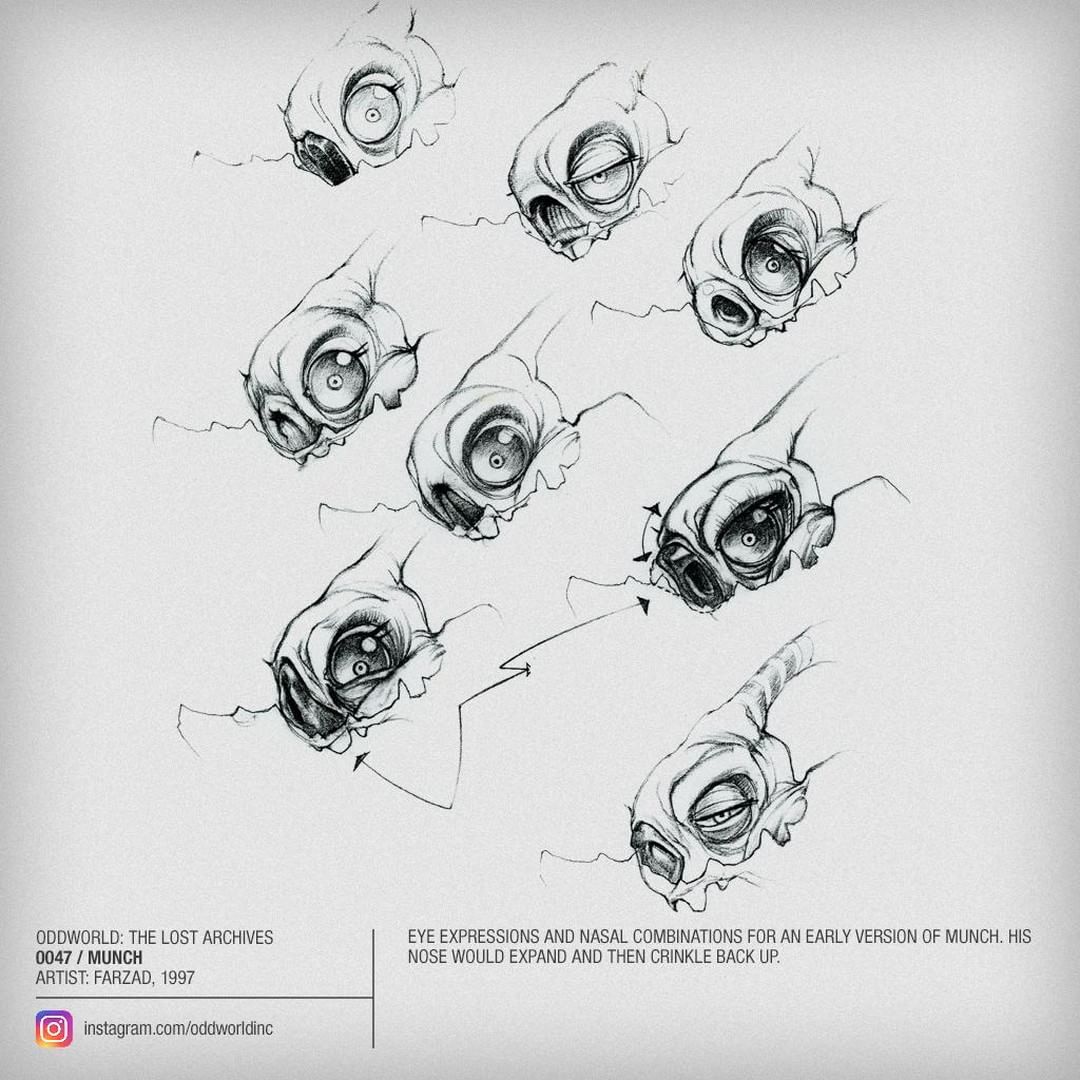 ODDWORLD: THE LOST ARCHIVES
0047 / MUNCH
ARTIST: FARZAD, 1997
instagram.com/oddworldinc
EYE EXPRESSIONS AND NASAL COMBINATIONS FOR AN EARLY VERSION OF MUNCH. HIS
NOSE WOULD EXPAND AND THEN CRINKLE BACK UP.